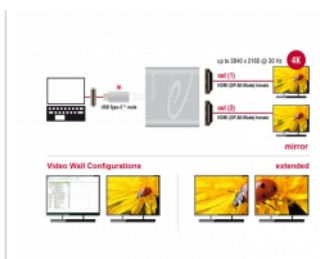 up to 3840 x 2160 @ 30 Hz
4K
in
USB Type-C™ male
out (1)
HDMI (DP-Alt Mode) female
out (2)
HDMI (DP-Alt Mode) female
mirror
Video Wall Configurations
extended